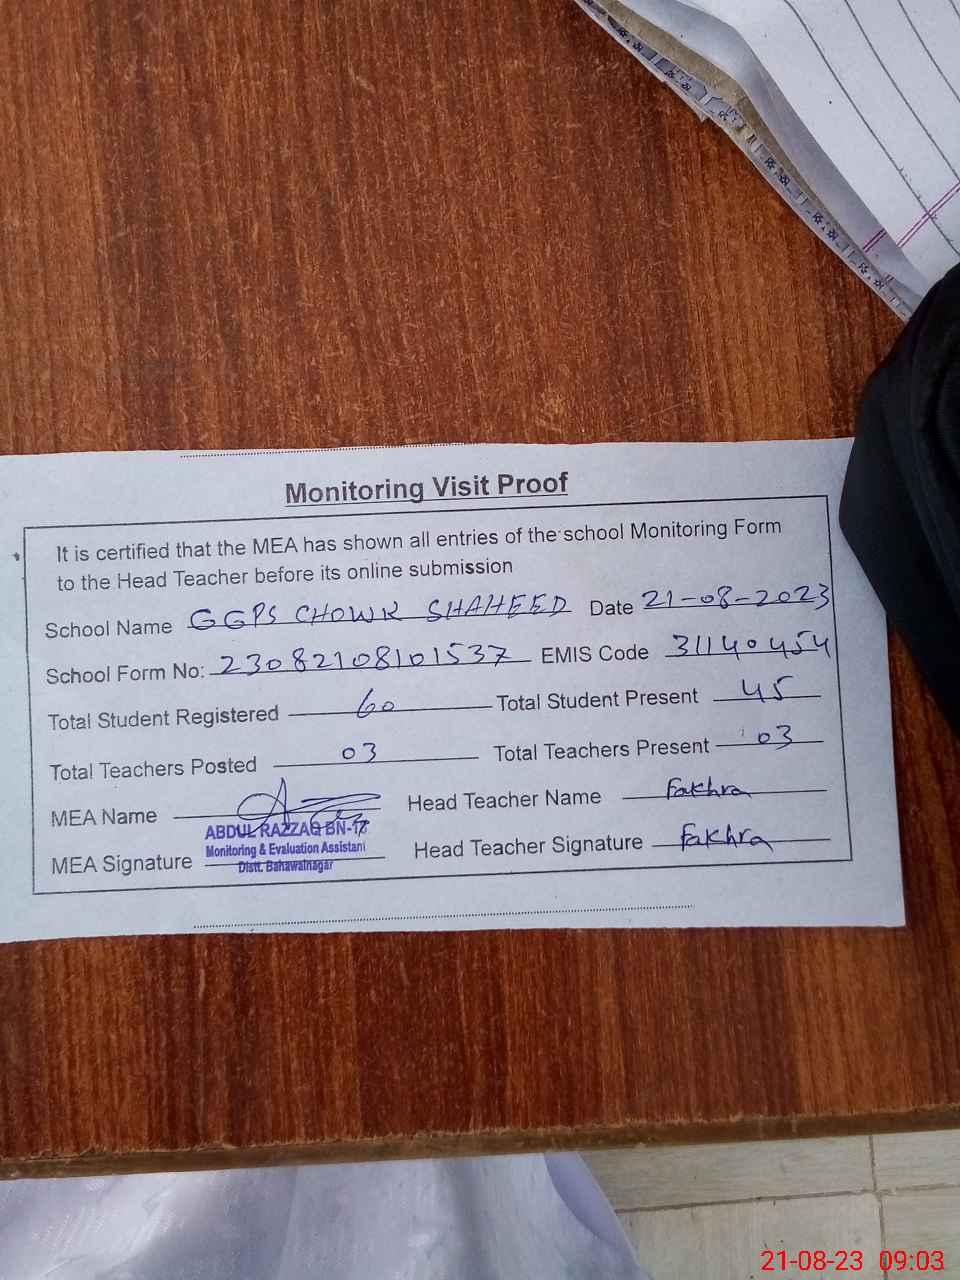 Monitoring Visit Proof
It is certified that the MEA has shown all entries of the school Monitoring Form
to the Head Teacher before its online submission
School Name GGPS CHOWK SHAHEED Date 21-08-2023
School Form No: 23082108101537 EMIS Code 31140454
Total Student Registered 60 Total Student Present 45
Total Teachers Posted 03 Total Teachers Present 03
MEA Name Head Teacher Name Fakhra
ABDUL RAZZAQ BN-
Monitoring & Evaluation Assistant
MEA Signature Head Teacher Signature Fakhra
Distt. Bahawalnagar
21-08-23 09:03